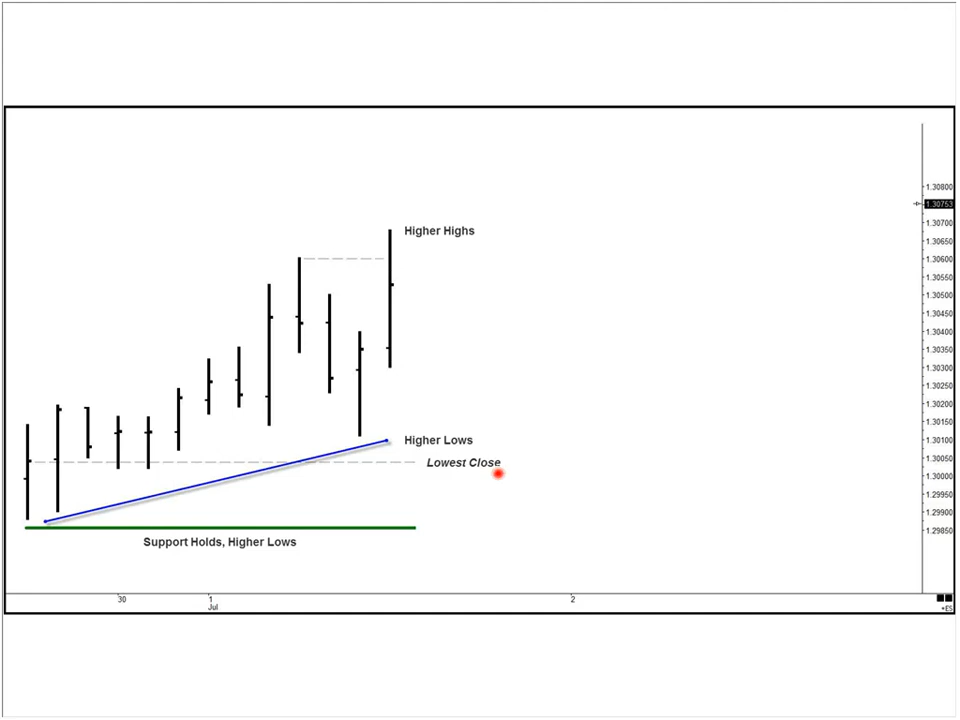 1.30800
1.30753
1.30700
Higher Highs
1.30650
1.30600
1.30550
1.30500
1.30450
1.30400
1.30350
1.30300
1.30250
1.30200
1.30150
Higher Lows
1.30100
Lowest Close
1.30050
1.30000
1.29950
1.29900
1.29850
Support Holds, Higher Lows
30 1 2
Jul
+ES